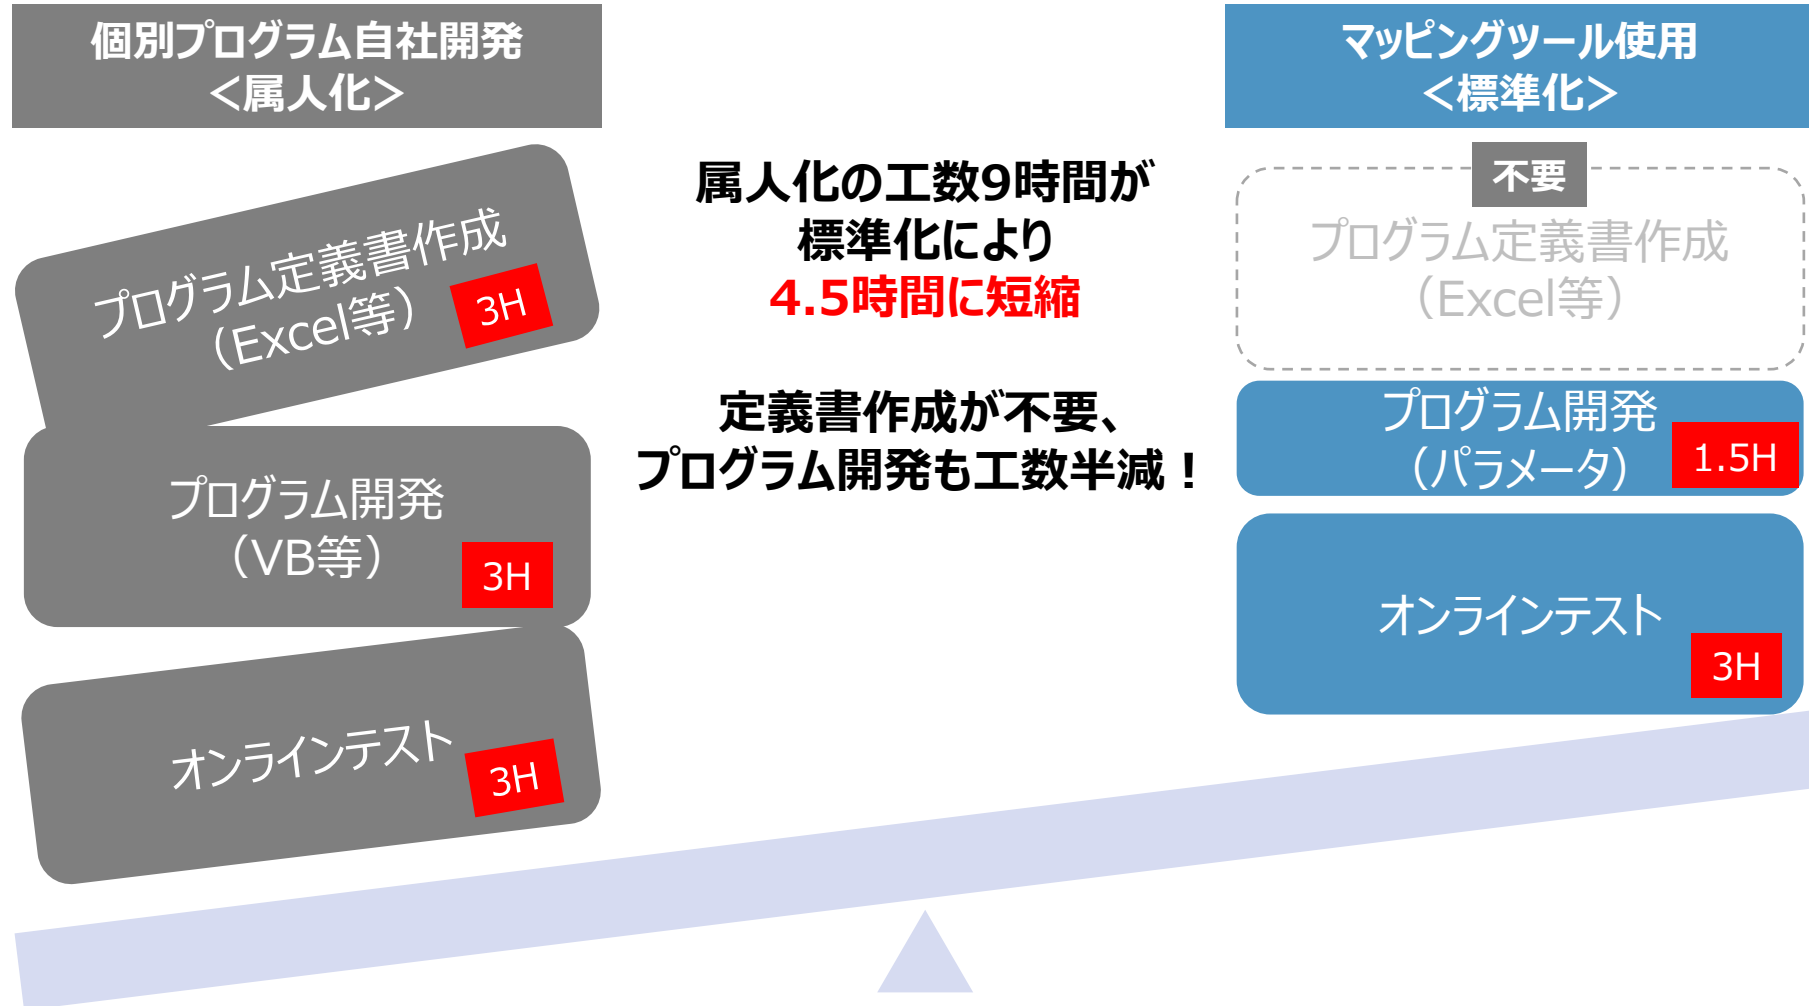 個別プログラム自社開発
＜属人化＞
プログラム定義書作成
（Excel等）
3H
プログラム開発
（VB等）
3H
オンラインテスト
3H
属人化の工数9時間が
標準化により
4.5時間に短縮
定義書作成が不要、
プログラム開発も工数半減！
マッピングツール使用
＜標準化＞
不要
プログラム定義書作成
（Excel等）
プログラム開発
（パラメータ）
1.5H
オンラインテスト
3H